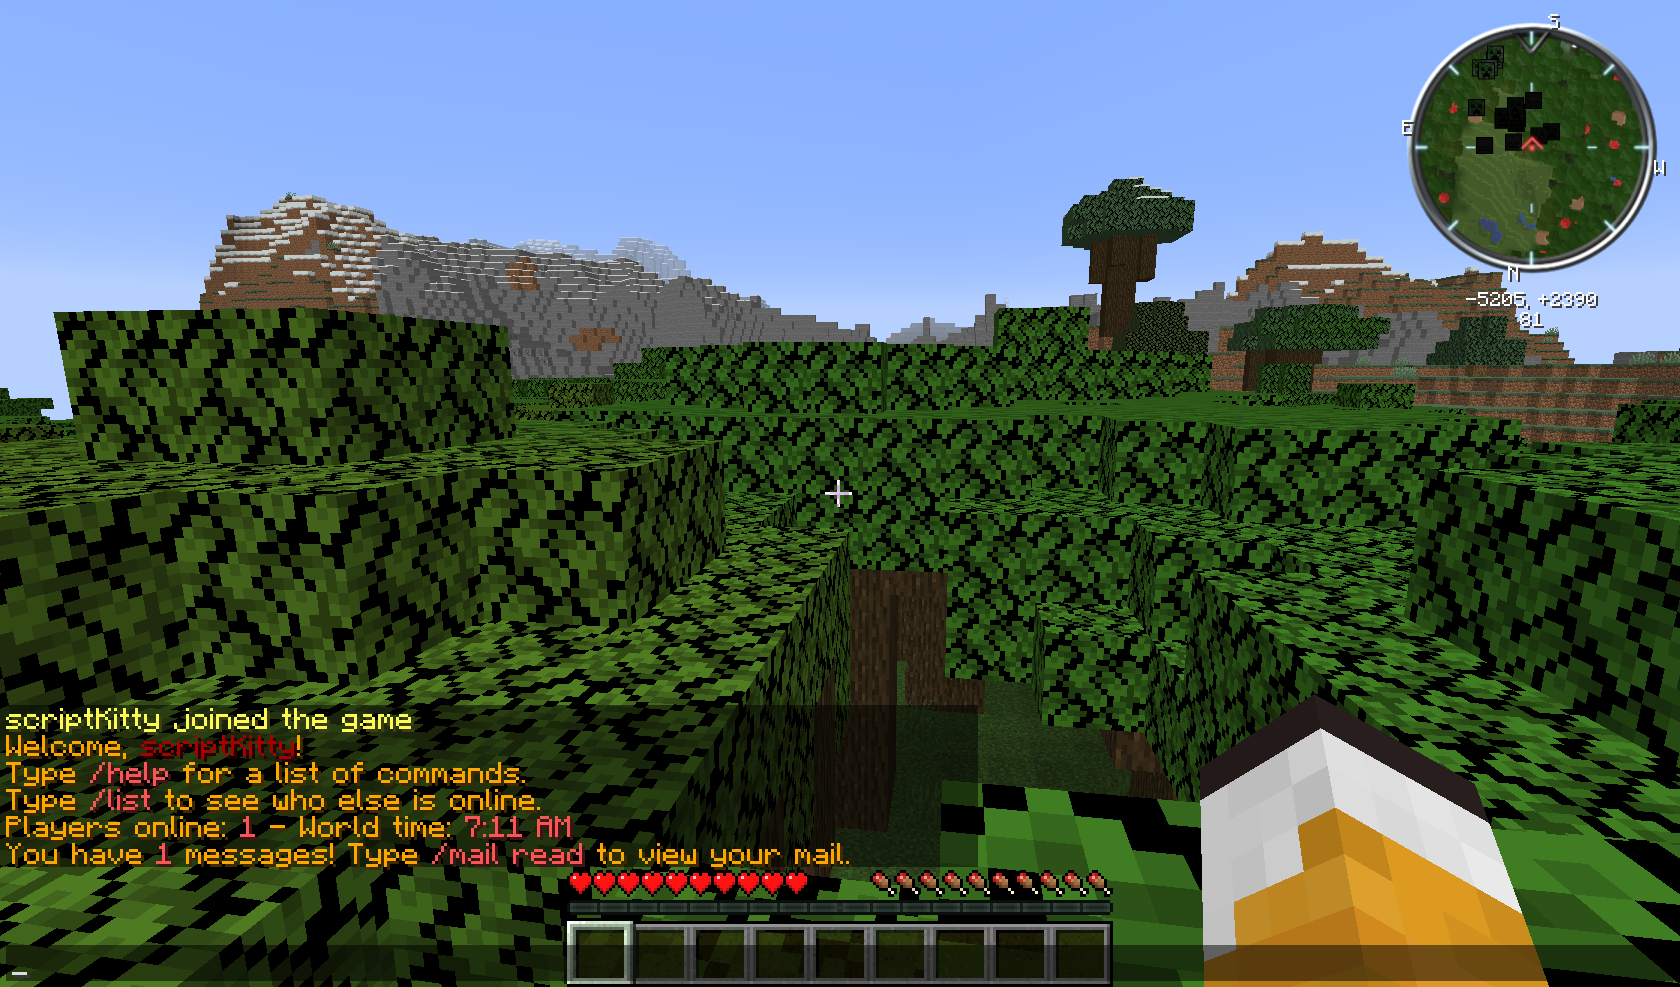 S
E
W
N
-5205, +2390
81
scriptKitty joined the game
Welcome, scriptKitty!
Type /help for a list of commands.
Type /list to see who else is online.
Players online: 1 - World time: 7:11 AM
You have 1 messages! Type /mail read to view your mail.
_